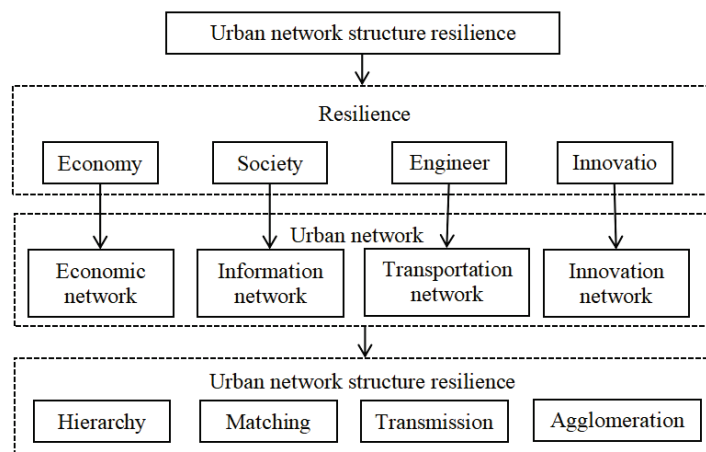 Urban network structure resilience
Resilience
Economy
Society
Engineer
Innovatio
Urban network
Economic
network
Information
network
Transportation
network
Innovation
network
Urban network structure resilience
Hierarchy
Matching
Transmission
Agglomeration